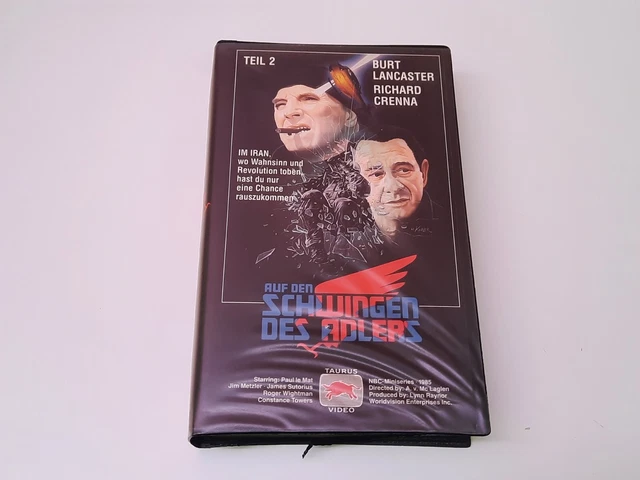 TEIL 2
BURT
LANCASTER
RICHARD
CRENNA
IM IRAN,
wo Wahnsinn und
Revolution toben,
hast du nur
eine Chance
rauszukommen
AUF DEN
SCHWINGEN
DES ADLERS
Starring: Paul le Mat
Jim Metzler · James Sutorius
Roger Wightman
Constance Towers
TAURUS
VIDEO
NBC-Miniseries · 1985
Directed by: A. v. Mc Laglen
Produced by: Lynn Raynor
Worldvision Enterprises Inc.